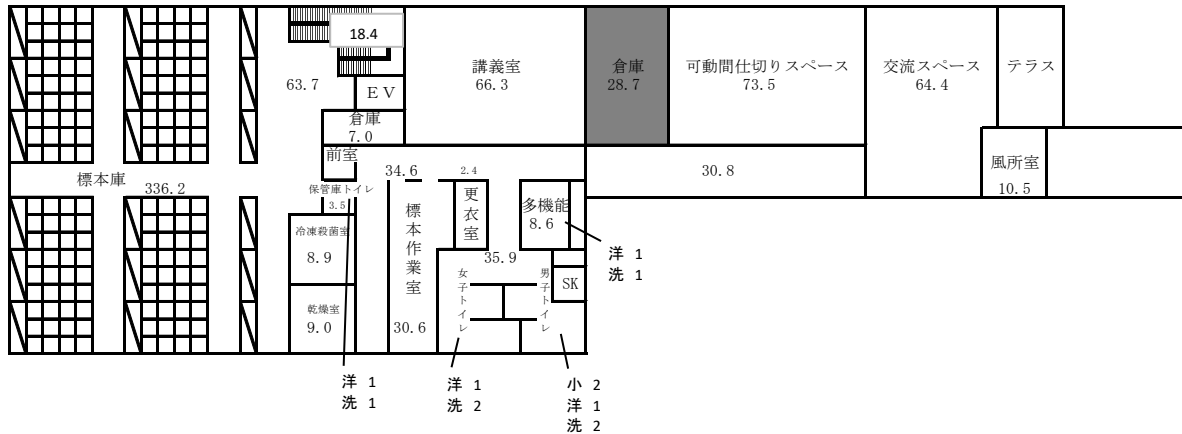 18.4
63.7
EV
倉庫
7.0
講義室
66.3
倉庫
28.7
可動間仕切りスペース
73.5
交流スペース
64.4
テラス
風所室
10.5
標本庫
336.2
前室
34.6
2.4
30.8
保管庫トイレ
3.5
冷凍殺菌室
8.9
乾燥室
9.0
標本作業室
30.6
更衣室
多機能
8.6
35.9
SK
女子トイレ
男子トイレ
洋 1
洗 1
洋 1
洗 1
洋 1
洗 2
小 2
洋 1
洗 2